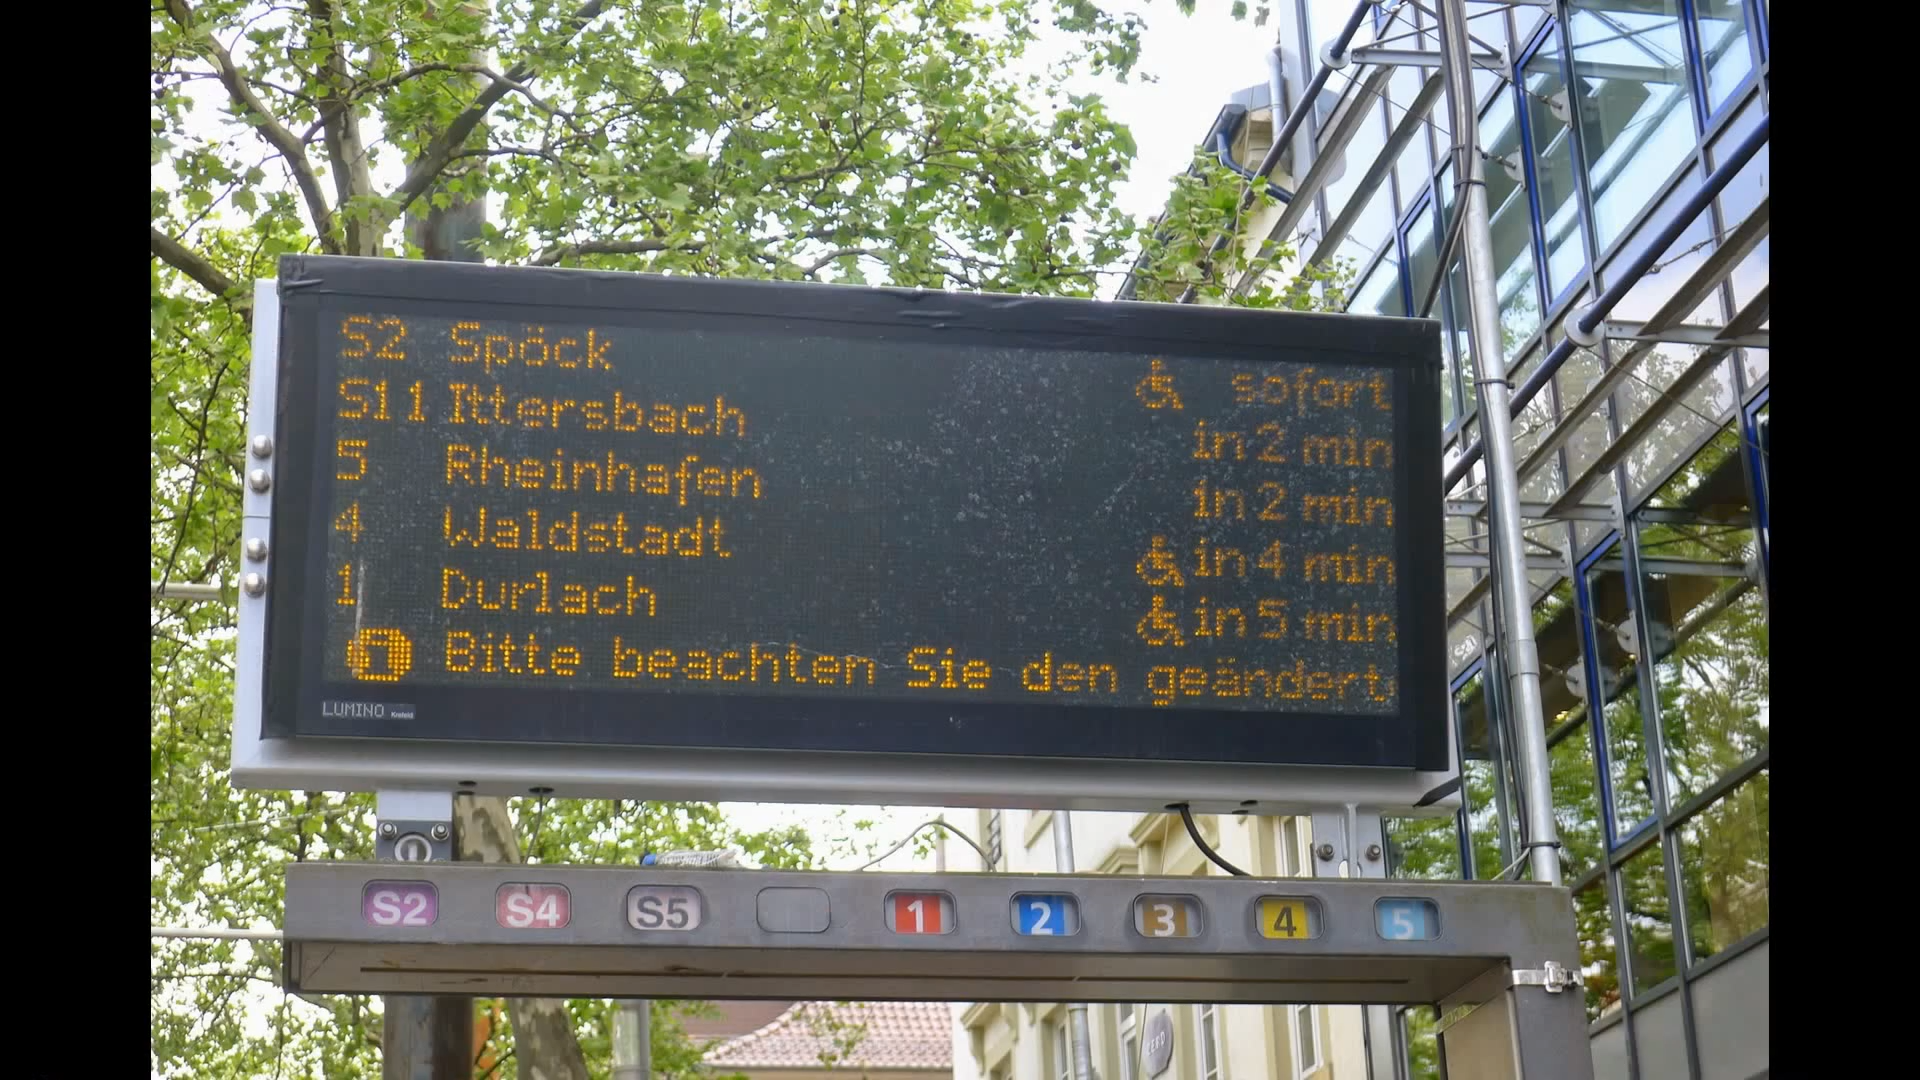 S2 Spöck sofort
S11 Ittersbach in 2 min
5 Rheinhafen in 2 min
4 Waldstadt in 4 min
1 Durlach in 5 min
Bitte beachten Sie den geändert
LUMINO Krefeld
S2 S4 S5 1 2 3 4 5